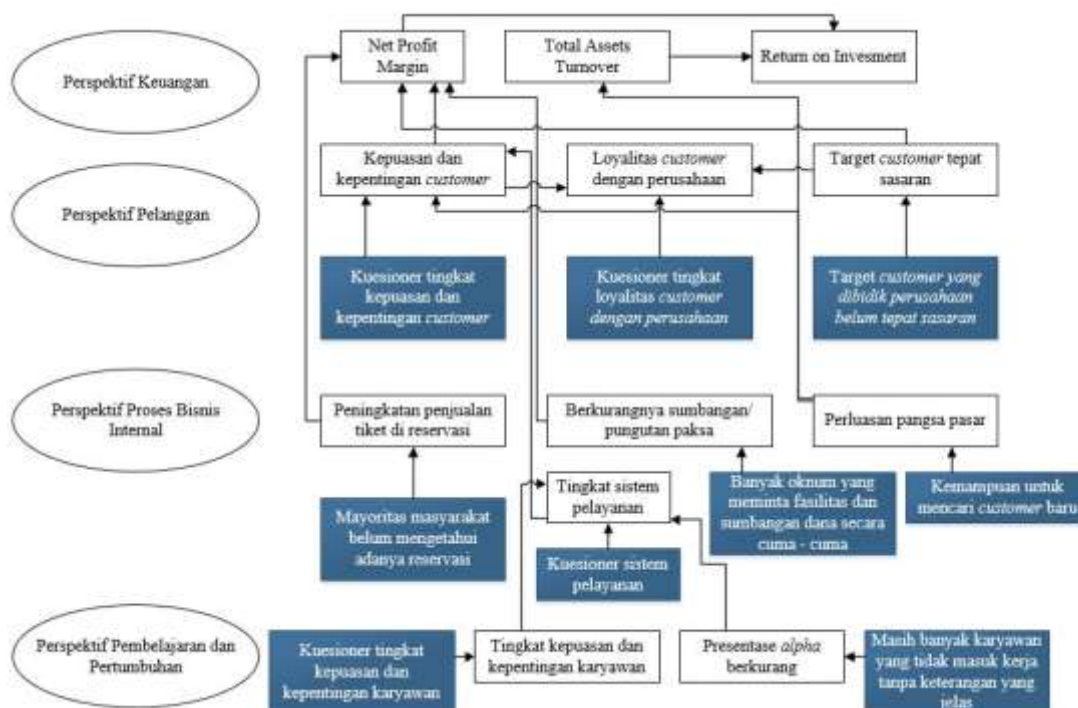 Perspektif Keuangan
Net Profit
Margin
Total Assets
Turnover
Return on Invesment
Perspektif Pelanggan
Kepuasan dan
kepentingan customer
Loyalitas customer
dengan perusahaan
Target customer tepat
sasaran
Kuesioner tingkat
kepuasan dan
kepentingan customer
Kuesioner tingkat
loyalitas customer
dengan perusahaan
Target customer yang
dibidik perusahaan
belum tepat sasaran
Perspektif Proses Bisnis
Internal
Peningkatan penjualan
tiket di reservasi
Berkurangnya sumbangan/
pungutan paksa
Perluasan pangsa pasar
Mayoritas masyarakat
belum mengetahui
adanya reservasi
Tingkat sistem
pelayanan
Kuesioner sistem
pelayanan
Banyak oknum yang
meminta fasilitas dan
sumbangan dana secara
cuma - cuma
Kemampuan untuk
mencari customer baru
Perspektif Pembelajaran dan
Pertumbuhan
Kuesioner tingkat
kepuasan dan
kepentingan karyawan
Tingkat kepuasan dan
kepentingan karyawan
Presentase alpha
berkurang
Masih banyak karyawan
yang tidak masuk kerja
tanpa keterangan yang
jelas